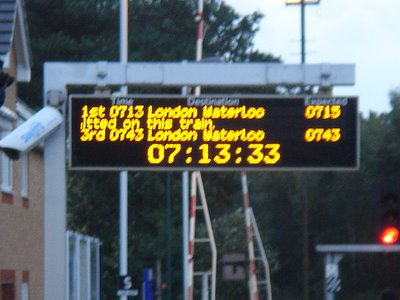 Time Destination Expected
1st 0713 London Waterloo 0715
itted on this train
3rd 0743 London Waterloo 0743
07:13:33
S